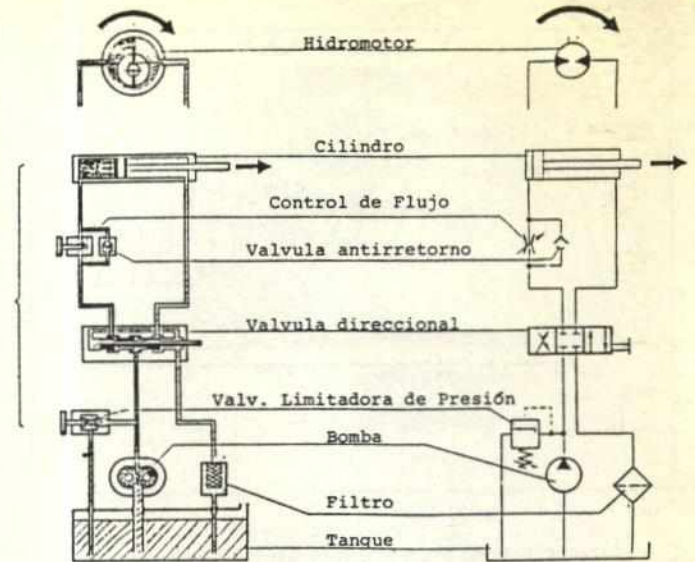 Hidromotor
Cilindro
Control de Flujo
Valvula antirretorno
Valvula direccional
Valv. Limitadora de Presión
Bomba
Filtro
Tanque